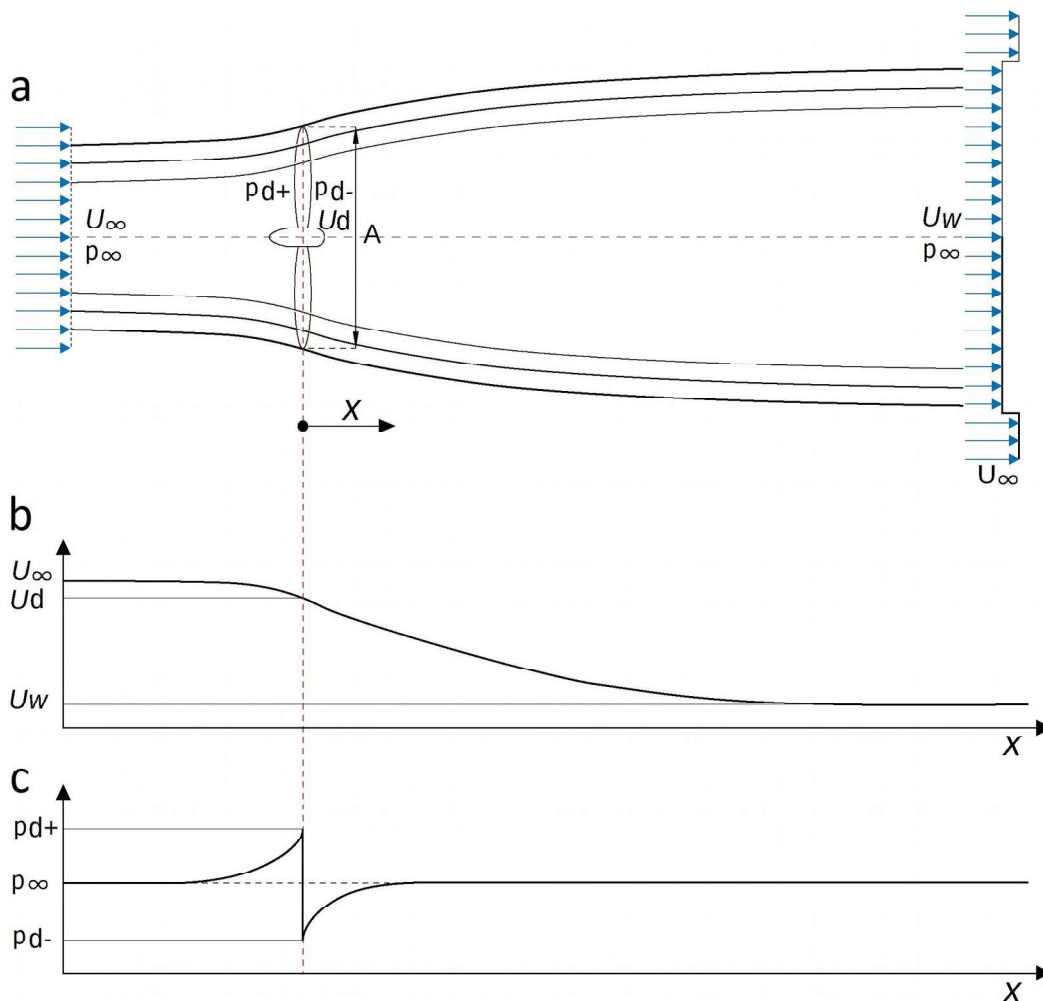 a
pd+ pd-
U∞ Ud A Uw
p∞ p∞
X
U∞
b
U∞
Ud
Uw
X
c
pd+
p∞
pd-
X